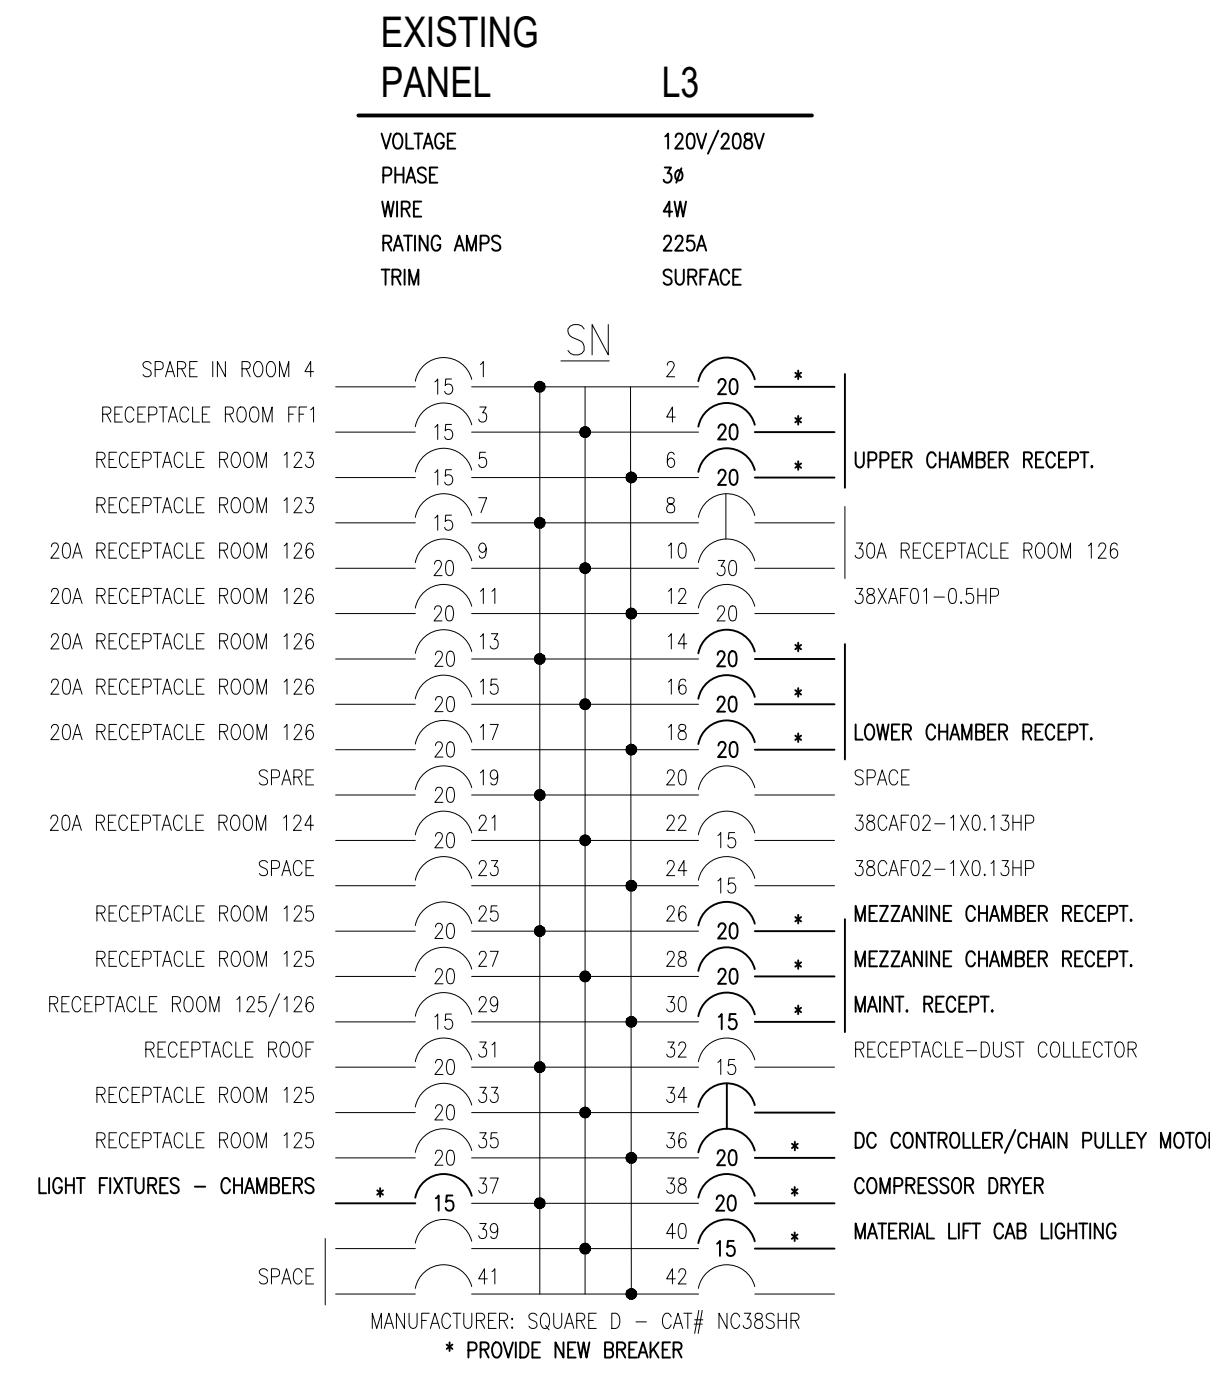 EXISTING
PANEL L3
VOLTAGE 120V/208V
PHASE 3ø
WIRE 4W
RATING AMPS 225A
TRIM SURFACE
SN
SPARE IN ROOM 4 15 1 2 20 *
RECEPTACLE ROOM FF1 15 3 4 20 *
RECEPTACLE ROOM 123 15 5 6 20 * UPPER CHAMBER RECEPT.
RECEPTACLE ROOM 123 15 7 8
20A RECEPTACLE ROOM 126 20 9 10 30 30A RECEPTACLE ROOM 126
20A RECEPTACLE ROOM 126 20 11 12 20 38XAF01-0.5HP
20A RECEPTACLE ROOM 126 20 13 14 20 *
20A RECEPTACLE ROOM 126 20 15 16 20 *
20A RECEPTACLE ROOM 126 20 17 18 20 * LOWER CHAMBER RECEPT.
SPARE 20 19 20 SPACE
20A RECEPTACLE ROOM 124 20 21 22 15 38CAF02-1X0.13HP
SPACE 23 24 15 38CAF02-1X0.13HP
RECEPTACLE ROOM 125 20 25 26 20 * MEZZANINE CHAMBER RECEPT.
RECEPTACLE ROOM 125 20 27 28 20 * MEZZANINE CHAMBER RECEPT.
RECEPTACLE ROOM 125/126 15 29 30 15 * MAINT. RECEPT.
RECEPTACLE ROOF 20 31 32 15 RECEPTACLE-DUST COLLECTOR
RECEPTACLE ROOM 125 20 33 34
RECEPTACLE ROOM 125 20 35 36 20 * DC CONTROLLER/CHAIN PULLEY MOTO
LIGHT FIXTURES - CHAMBERS * 15 37 38 20 * COMPRESSOR DRYER
39 40 15 * MATERIAL LIFT CAB LIGHTING
SPACE 41 42
MANUFACTURER: SQUARE D - CAT# NC38SHR
* PROVIDE NEW BREAKER